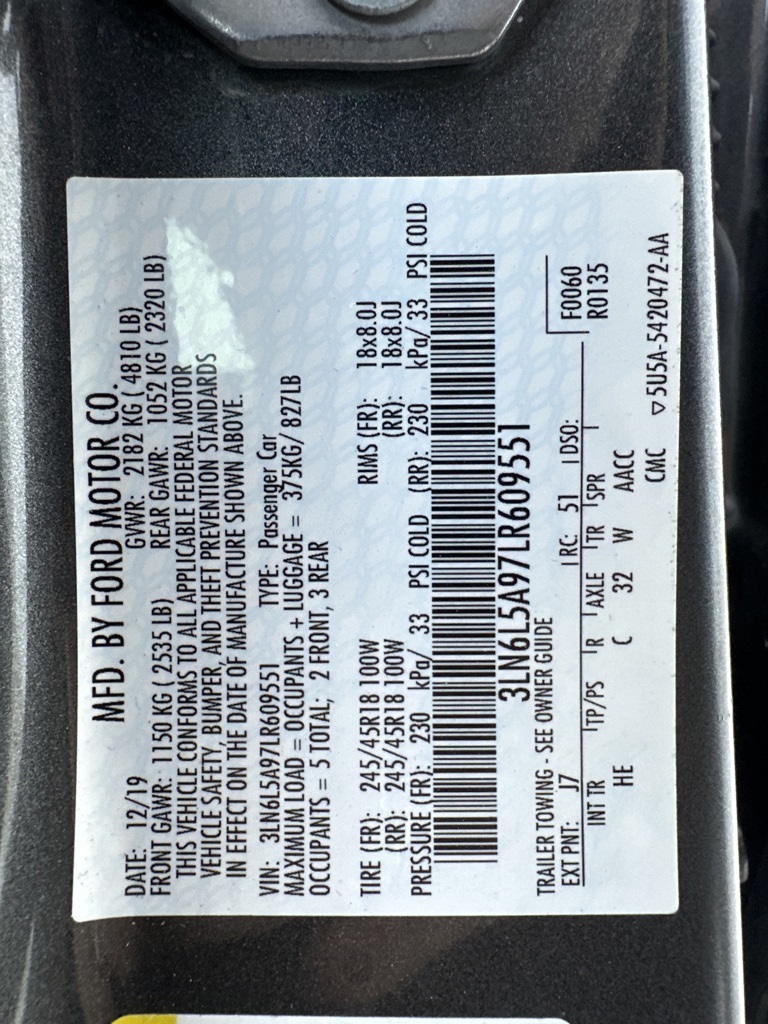 MFD. BY FORD MOTOR CO.
DATE: 12/19 GVWR: 2182 KG ( 4810 LB)
FRONT GAWR: 1150 KG ( 2535 LB) REAR GAWR: 1052 KG ( 2320 LB)
THIS VEHICLE CONFORMS TO ALL APPLICABLE FEDERAL MOTOR
VEHICLE SAFETY, BUMPER, AND THEFT PREVENTION STANDARDS
IN EFFECT ON THE DATE OF MANUFACTURE SHOWN ABOVE.
VIN: 3LN6L5A97LR609551 TYPE: Passenger Car
MAXIMUM LOAD = OCCUPANTS + LUGGAGE = 375KG/ 827LB
OCCUPANTS = 5 TOTAL; 2 FRONT, 3 REAR
TIRE (FR): 245/45R18 100W RIMS (FR): 18x8.0J
(RR): 245/45R18 100W (RR): 18x8.0J
PRESSURE (FR): 230 kPa/ 33 PSI COLD (RR): 230 kPa/ 33 PSI COLD
3LN6L5A97LR609551
TRAILER TOWING - SEE OWNER GUIDE
F0060
EXT PNT: J7 RC: 51 DSO: R0135
INT TR TP/PS R AXLE TR SPR
HE C 32 W AACC
CMC
▽5U5A-5420472-AA